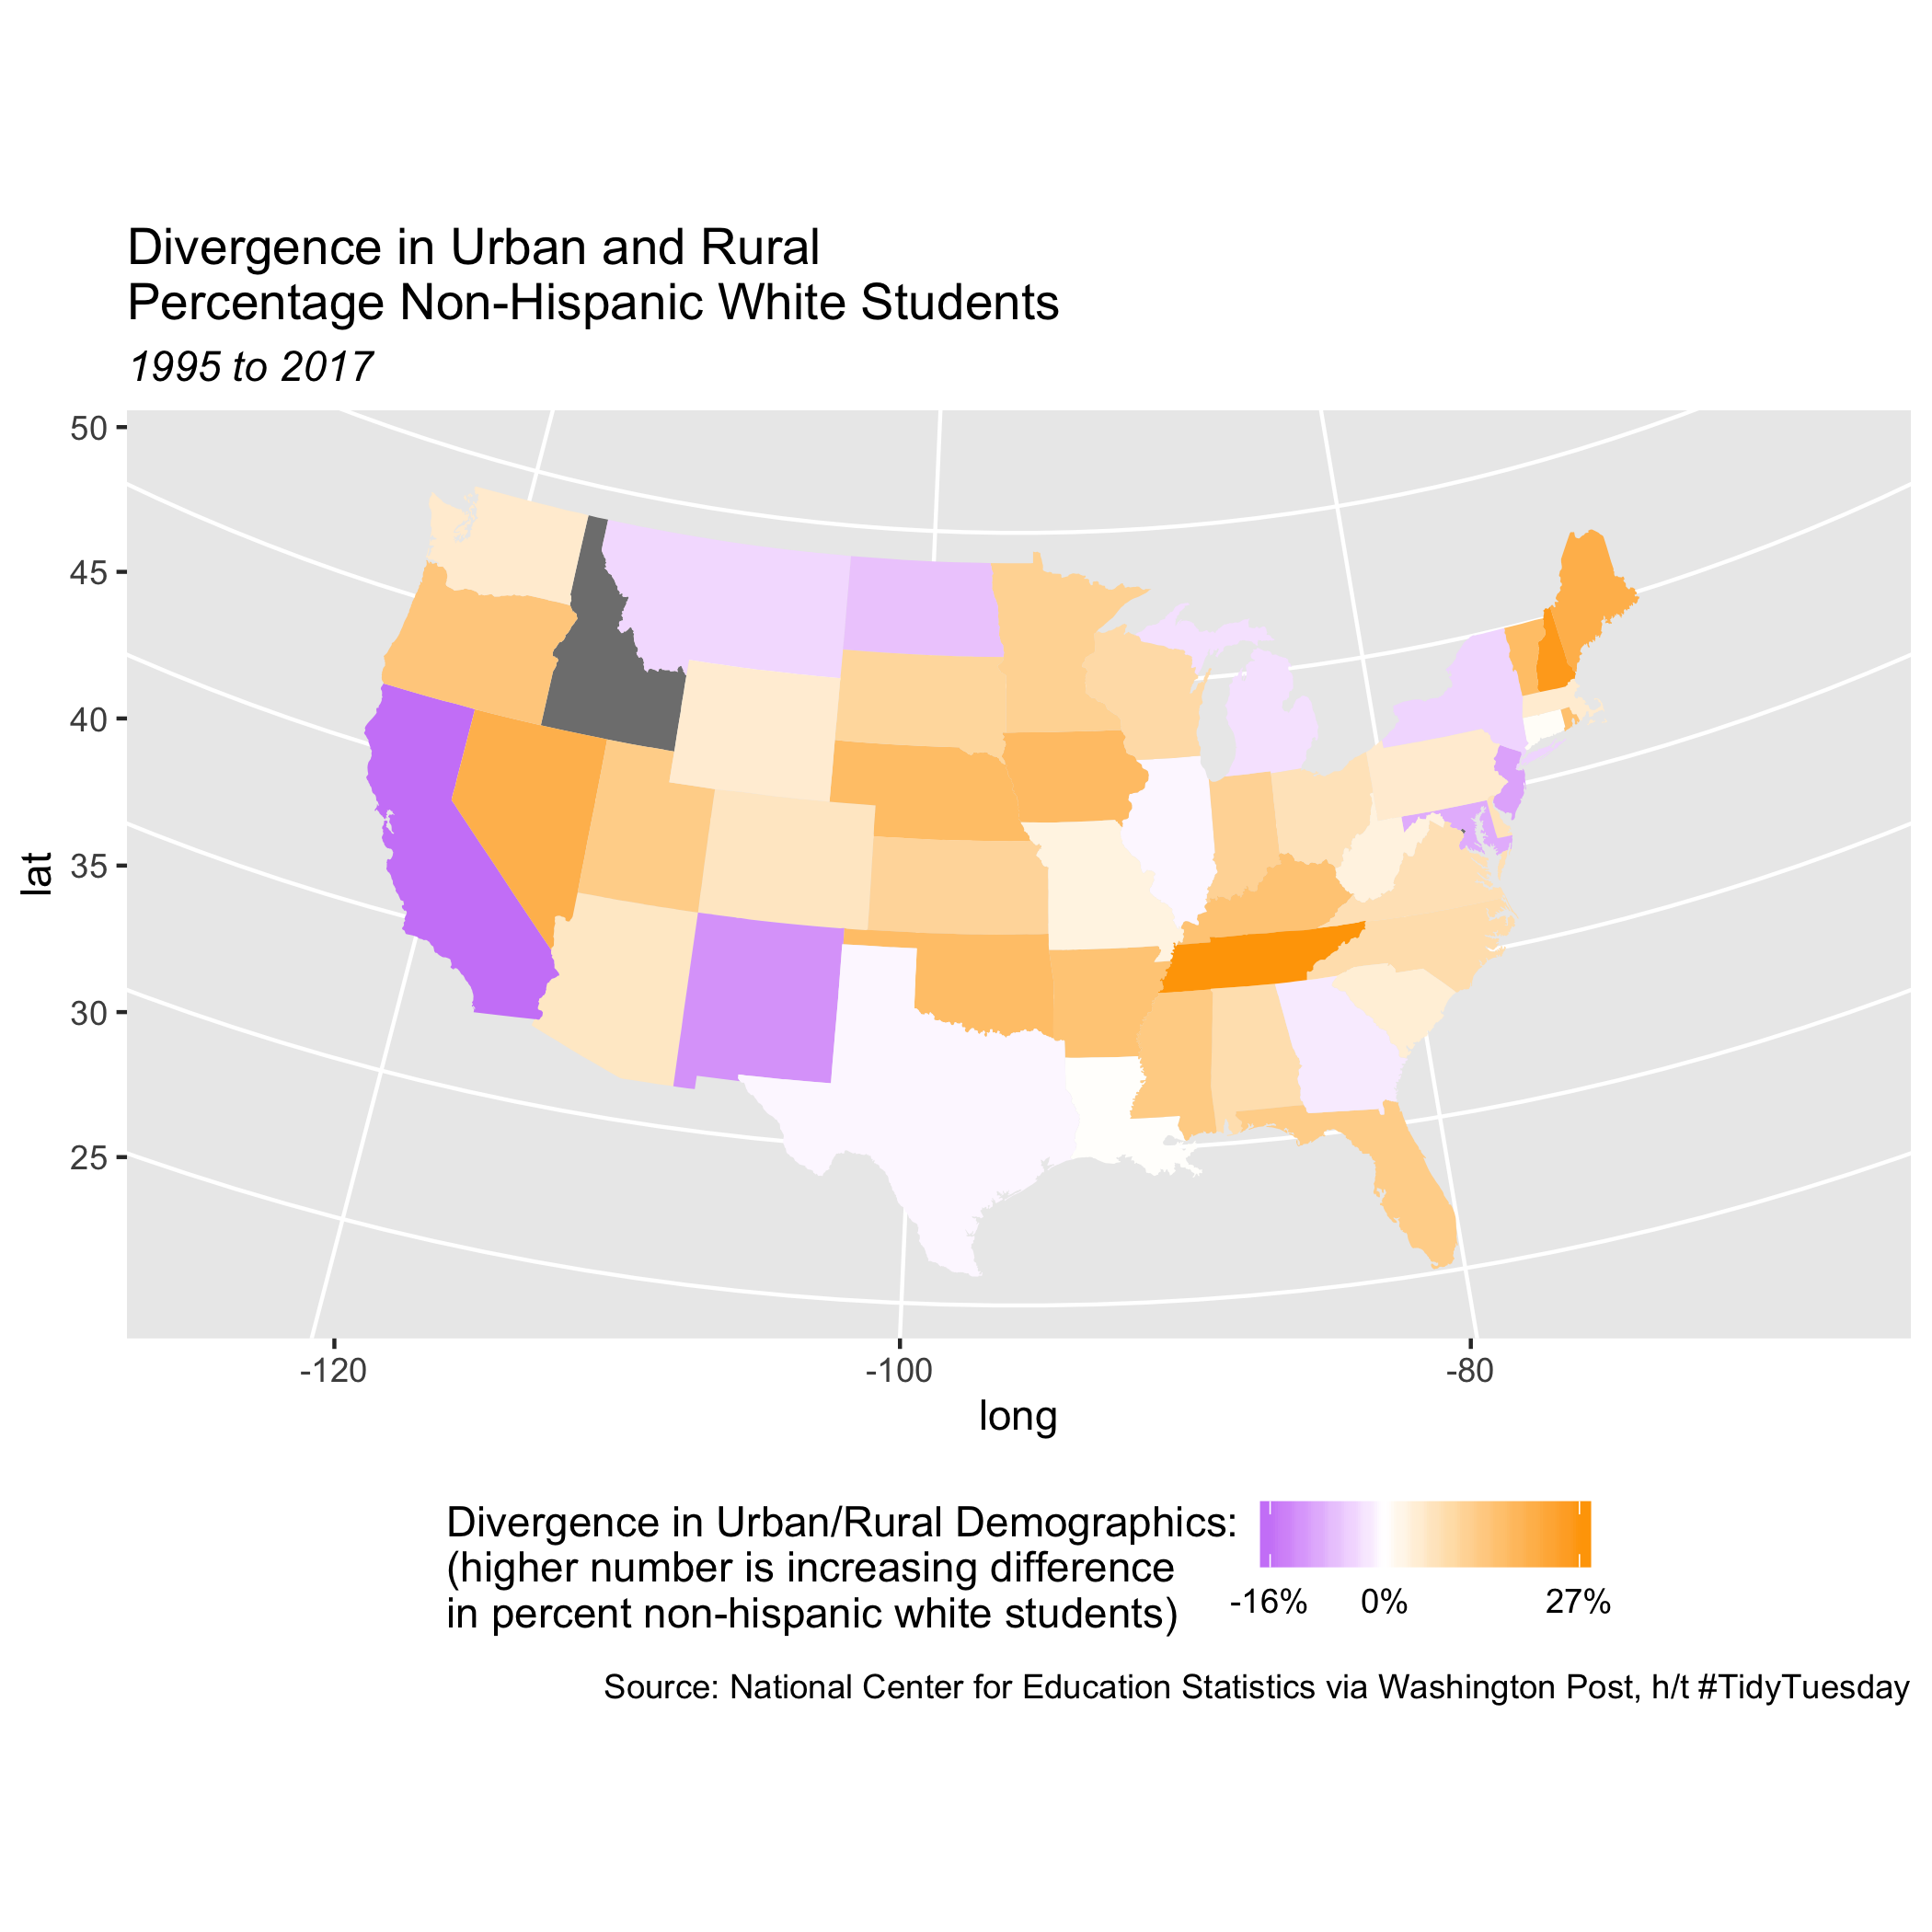 Divergence in Urban and Rural
Percentage Non-Hispanic White Students
1995 to 2017
50
45
40
35
30
25
lat
-120
-100
-80
long
Divergence in Urban/Rural Demographics:
(higher number is increasing difference
in percent non-hispanic white students)
-16%
0%
27%
Source: National Center for Education Statistics via Washington Post, h/t #TidyTuesday